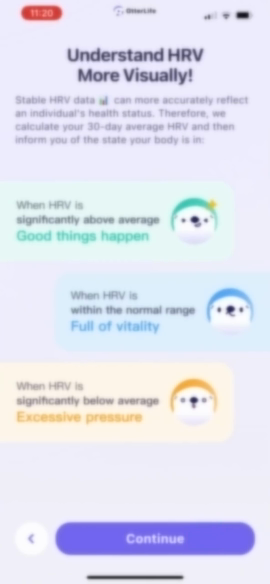 11:20
OtterLife
Understand HRV
More Visually!
Stable HRV data 📊 can more accurately reflect
an individual's health status. Therefore, we
calculate your 30-day average HRV and then
inform you of the state your body is in:
When HRV is
significantly above average
Good things happen
When HRV is
within the normal range
Full of vitality
When HRV is
significantly below average
Excessive pressure
Continue